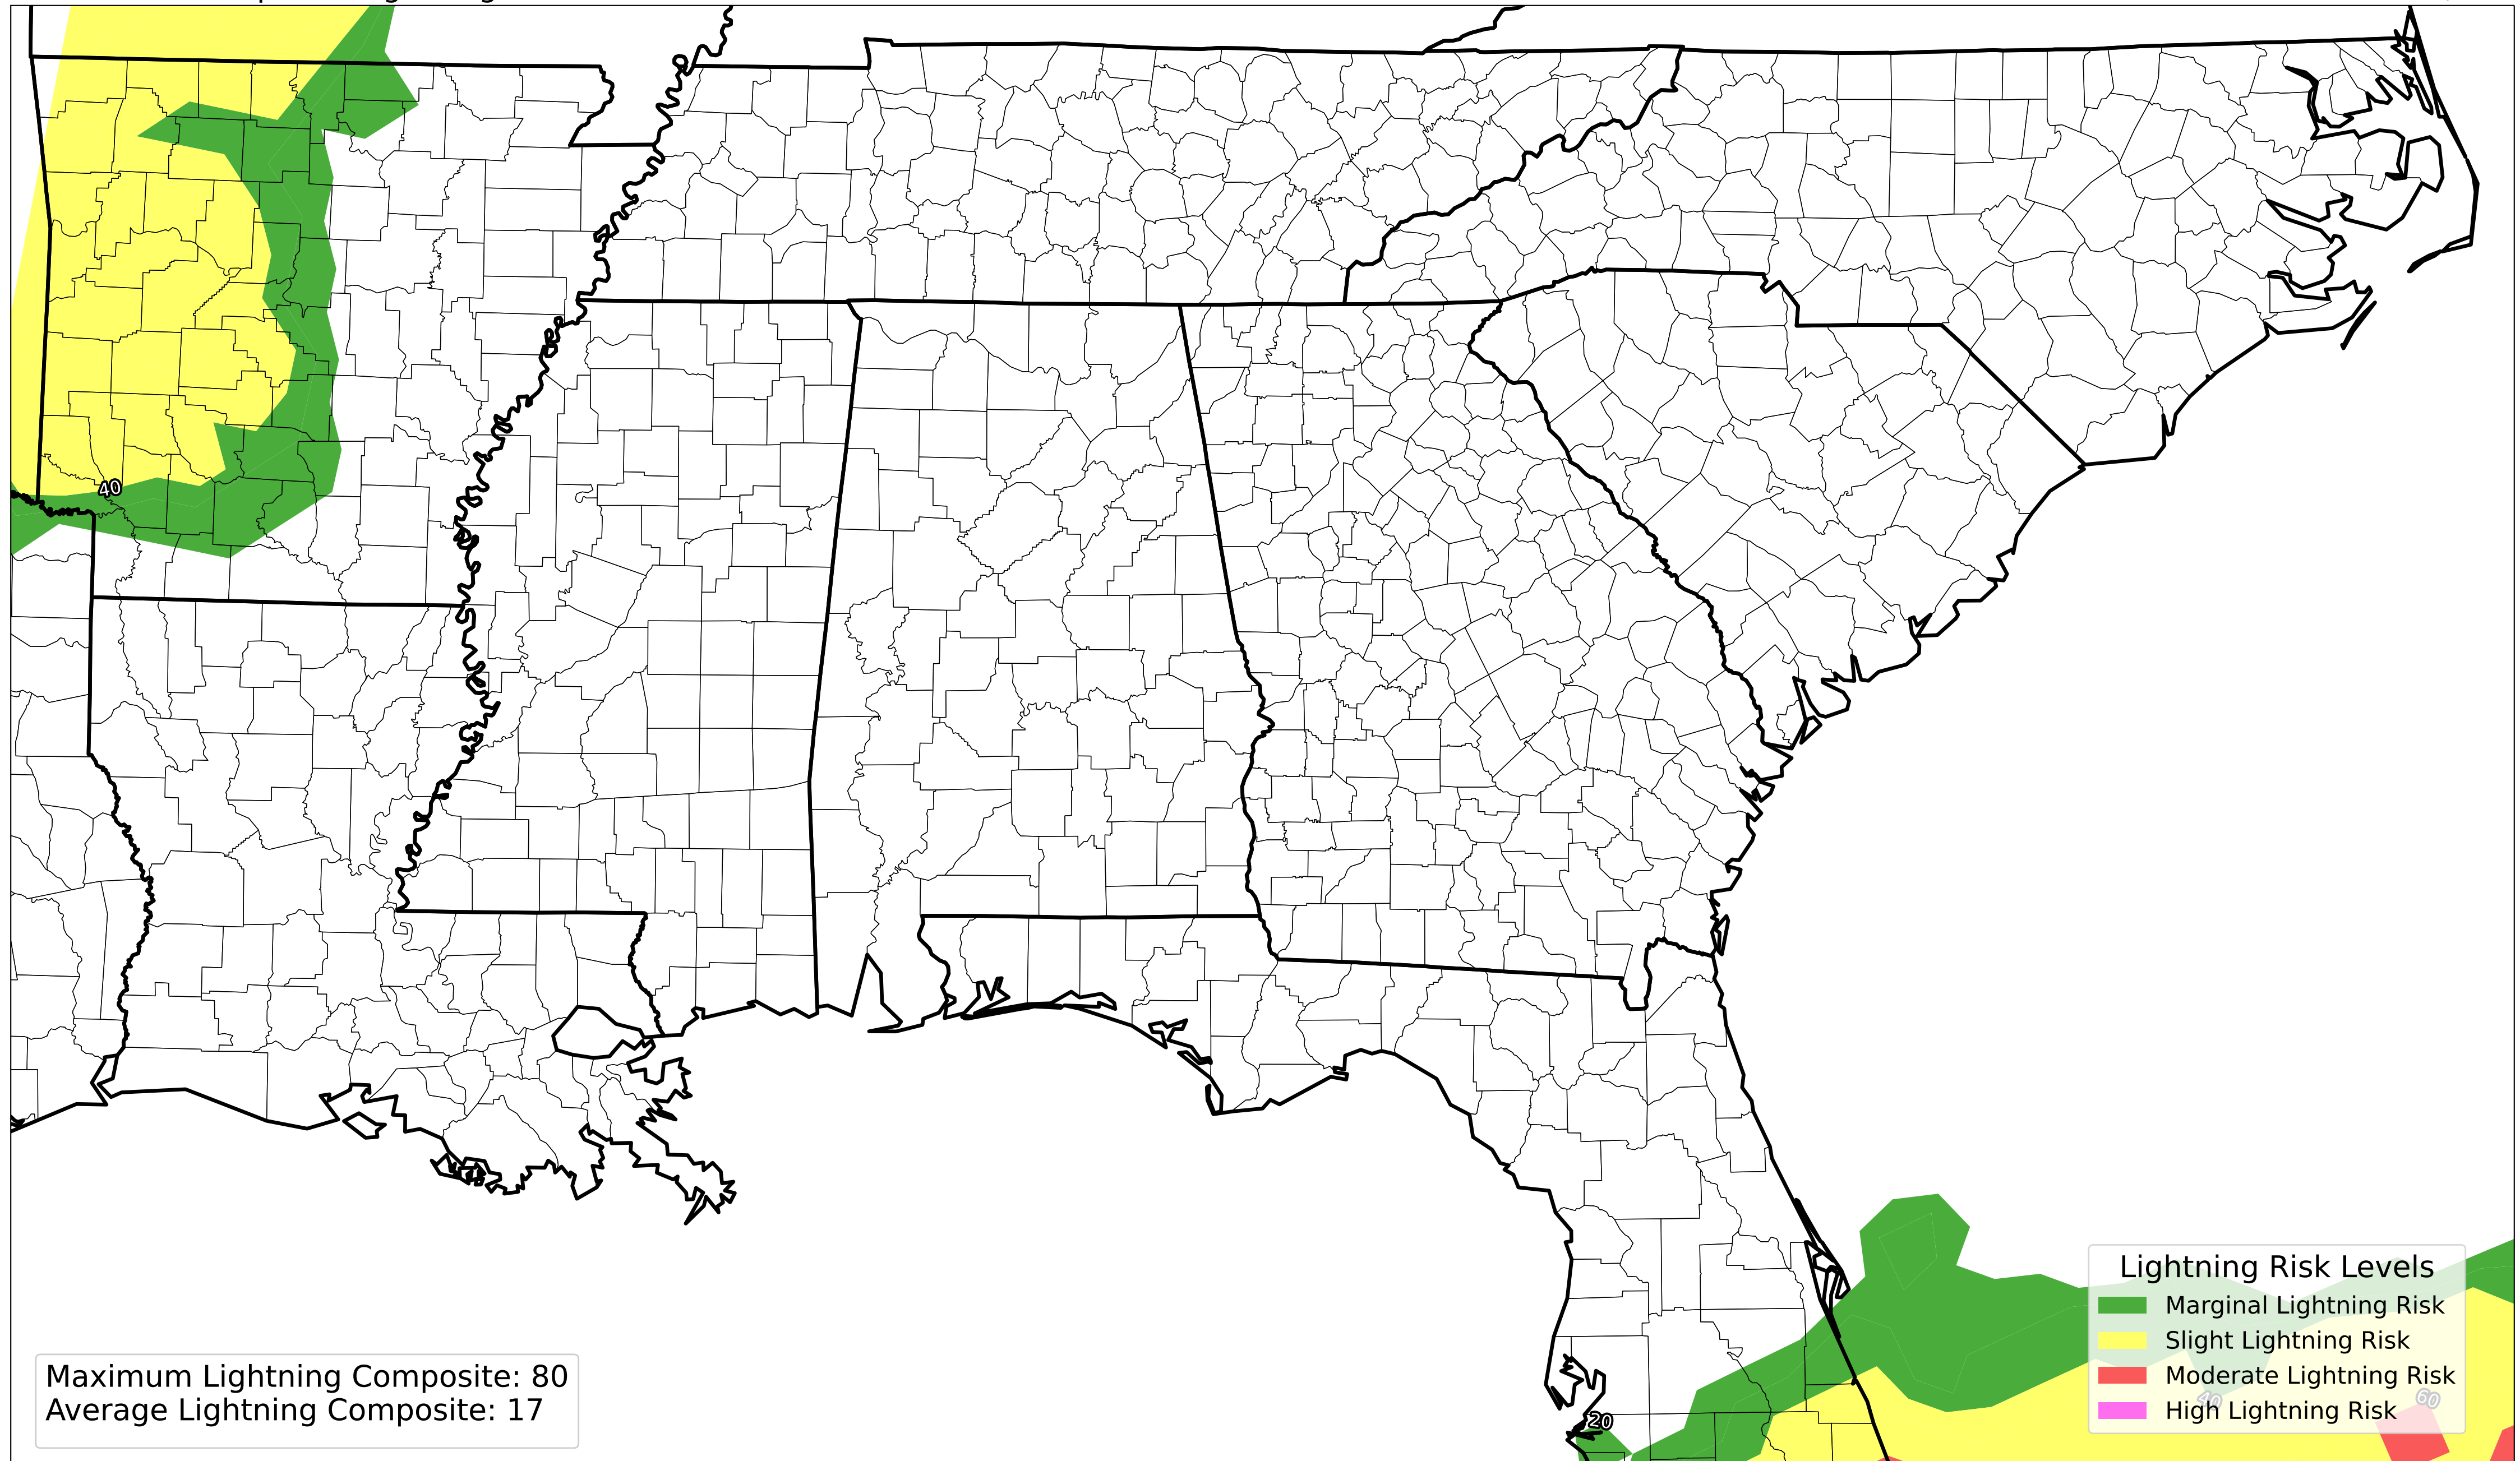 40
Lightning Risk Levels
Marginal Lightning Risk
Slight Lightning Risk
Moderate Lightning Risk
High Lightning Risk
40
60
Maximum Lightning Composite: 80
Average Lightning Composite: 17
20